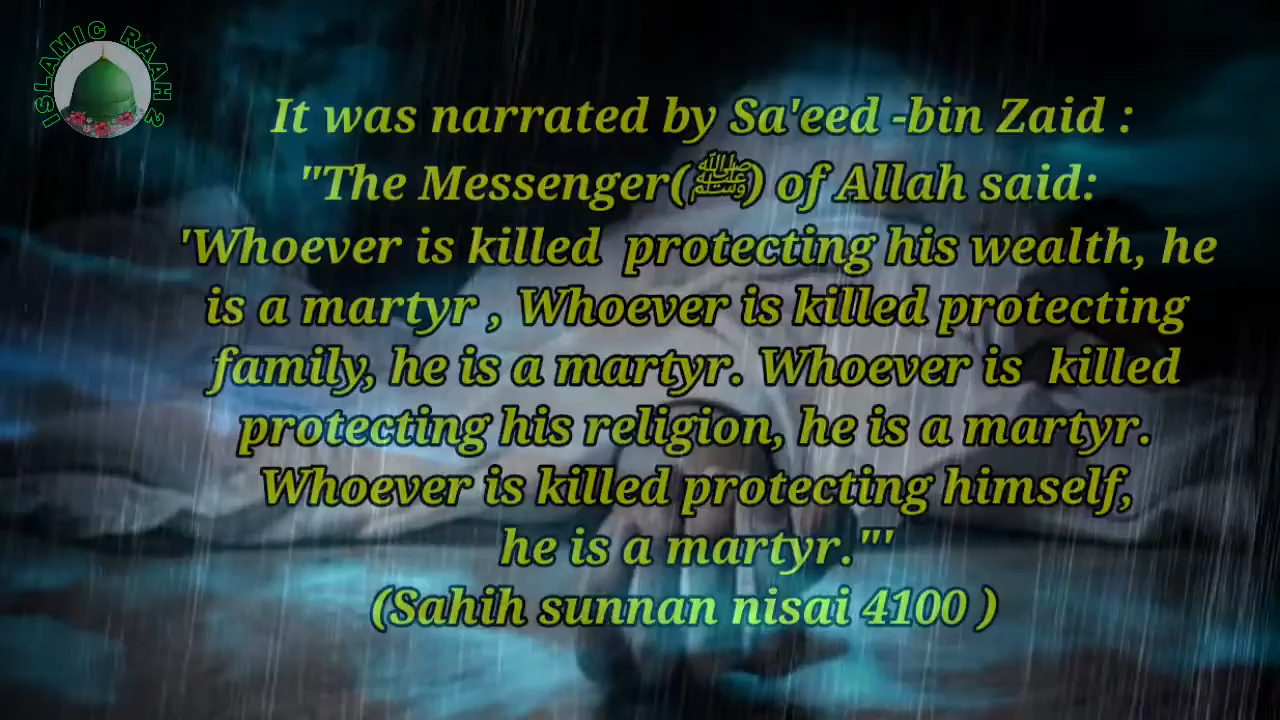 ISLAMIC RAAH 2
It was narrated by Sa'eed -bin Zaid :
"The Messenger(ﷺ) of Allah said:
'Whoever is killed protecting his wealth, he
is a martyr , Whoever is killed protecting
family, he is a martyr. Whoever is killed
protecting his religion, he is a martyr.
Whoever is killed protecting himself,
he is a martyr."'
(Sahih sunnan nisai 4100 )